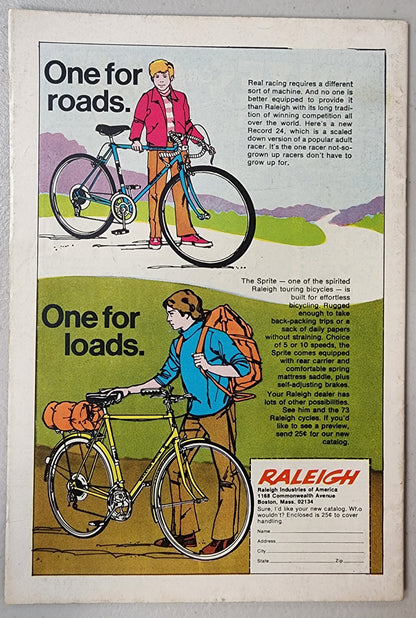 One for
roads.
Real racing requires a different
sort of machine. And no one is
better equipped to provide it
than Raleigh with its long tradi-
tion of winning competition all
over the world. Here's a new
Record 24, which is a scaled
down version of a popular adult
racer. It's the one racer not-so-
grown up racers don't have to
grow up for.
One for
loads.
The Sprite — one of the spirited
Raleigh touring bicycles — is
built for effortless
bicycling. Rugged
enough to take
back-packing trips or a
sack of daily papers
without straining. Choice
of 5 or 10 speeds, the
Sprite comes equipped
with rear carrier and
comfortable spring
mattress saddle, plus
self-adjusting brakes.
Your Raleigh dealer has
lots of other possibilities.
See him and the 73
Raleigh cycles. If you'd
like to see a preview,
send 25¢ for our new
catalog.
RALEIGH
Raleigh Industries of America
1168 Commonwealth Avenue
Boston, Mass. 02134
Sure, I'd like your new catalog. Who
wouldn't? Enclosed is 25¢ to cover
handling.
Name
Address
City
State Zip